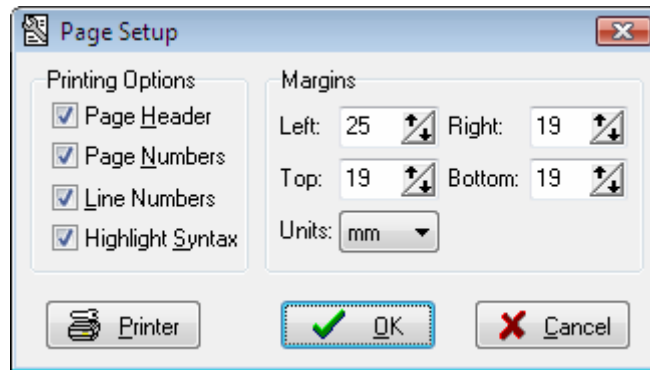 Page Setup
Printing Options
Page Header
Page Numbers
Line Numbers
Highlight Syntax
Margins
Left: 25 Right: 19
Top: 19 Bottom: 19
Units: mm
Printer OK Cancel